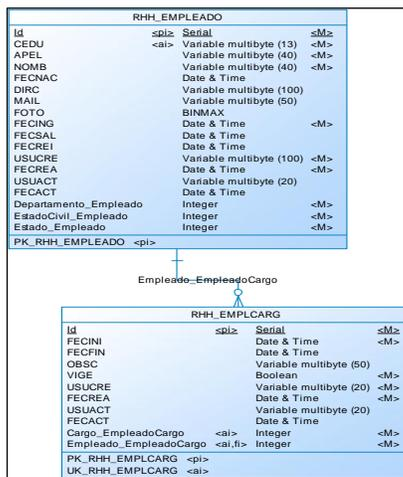 RHH_EMPLEADO
Id <pi> Serial <M>
CEDU <ai> Variable multibyte (13) <M>
APEL Variable multibyte (40) <M>
NOMB Variable multibyte (40) <M>
FECNAC Date & Time
DIRC Variable multibyte (100)
MAIL Variable multibyte (50)
FOTO BINMAX
FECING Date & Time <M>
FECSAL Date & Time
FECREI Date & Time
USUCRE Variable multibyte (100) <M>
FECREA Date & Time <M>
USUACT Variable multibyte (20)
FECACT Date & Time
Departamento_Empleado Integer <M>
EstadoCivil_Empleado Integer <M>
Estado_Empleado Integer <M>
PK_RHH_EMPLEADO <pi>
Empleado_EmpleadoCargo
RHH_EMPLCARG
Id <pi> Serial <M>
FECINI Date & Time <M>
FECFIN Date & Time
OBSC Variable multibyte (50)
VIGE Boolean <M>
USUCRE Variable multibyte (20) <M>
FECREA Date & Time <M>
USUACT Variable multibyte (20)
FECACT Date & Time
Cargo_EmpleadoCargo <ai> Integer <M>
Empleado_EmpleadoCargo <ai,fi> Integer <M>
PK_RHH_EMPLCARG <pi>
UK_RHH_EMPLCARG <ai>